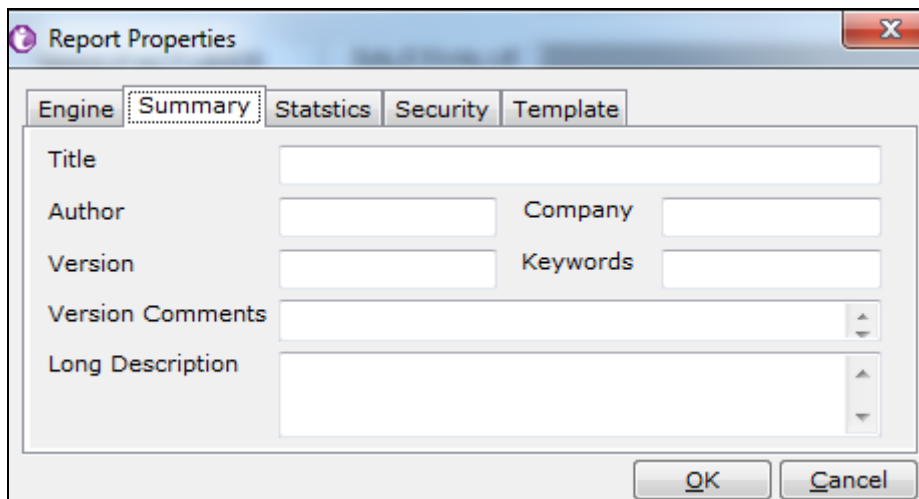 Report Properties
Engine Summary Statstics Security Template
Title
Author Company
Version Keywords
Version Comments
Long Description
OK Cancel